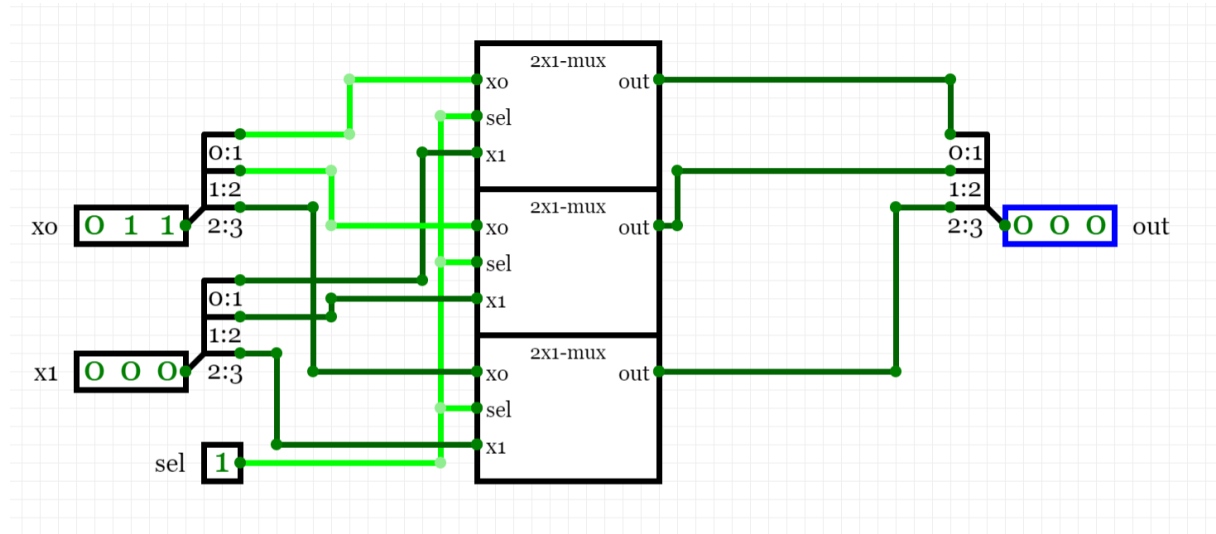 2x1-mux
xo out
sel
x1
0:1
1:2
2:3
xo 0 1 1
2x1-mux
xo out
sel
x1
0:1
1:2
2:3
x1 0 0 0
2x1-mux
xo out
sel
x1
sel 1
0:1
1:2
2:3
0 0 0 out